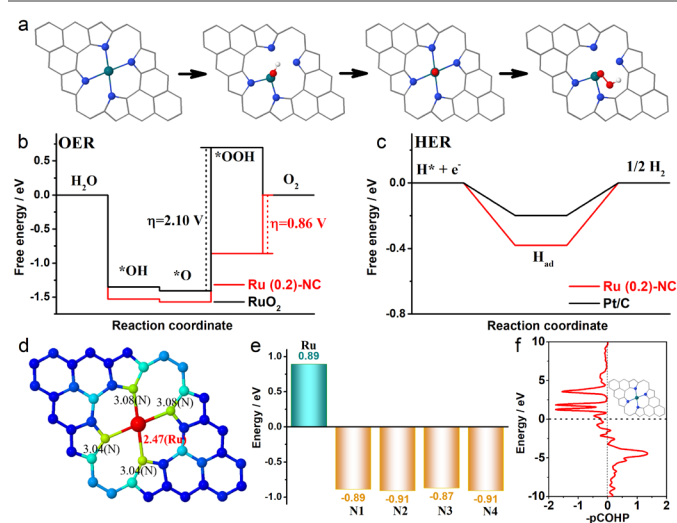 a
b
OER
Free energy / eV
0.5
0.0
-0.5
-1.0
-1.5
H₂O
*OH
*O
*OOH
O₂
η=2.10 V
η=0.86 V
Ru (0.2)-NC
RuO₂
Reaction coordinate
c
HER
Free energy / eV
0.0
-0.4
-0.8
H* + e⁻
1/2 H₂
H_ad
Ru (0.2)-NC
Pt/C
Reaction coordinate
d
3.08(N)
3.08(N)
2.47(Ru)
3.04(N)
3.04(N)
e
Energy / eV
1.0
0.5
0.0
-0.5
-1.0
Ru
0.89
-0.89
-0.91
-0.87
-0.91
N1
N2
N3
N4
f
Energy / eV
10
5
0
-5
-10
-2
-1
0
1
2
-pCOHP